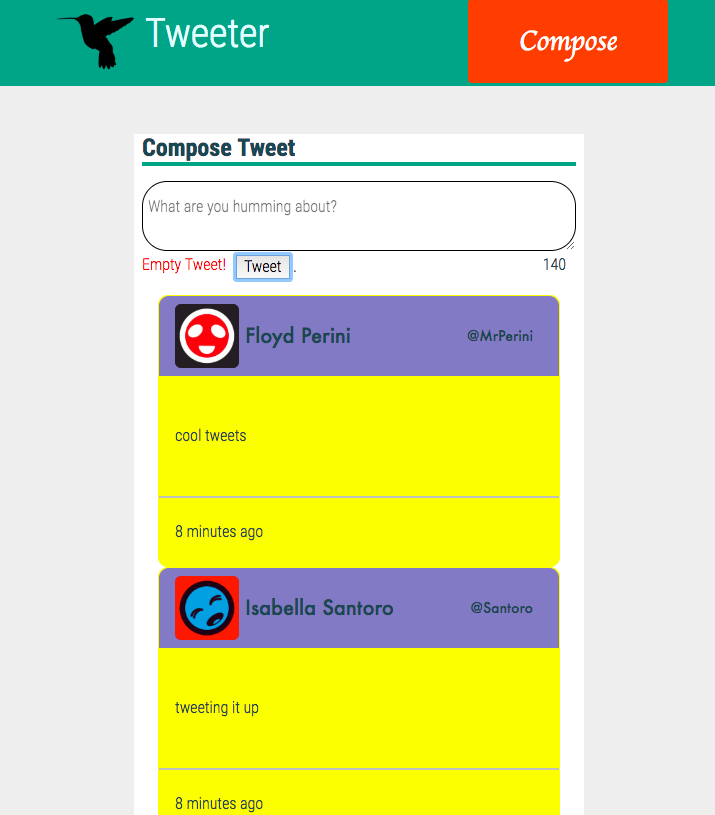 Tweeter
Compose
Compose Tweet
What are you humming about?
Empty Tweet! Tweet . 140
Floyd Perini @MrPerini
cool tweets
8 minutes ago
Isabella Santoro @Santoro
tweeting it up
8 minutes ago